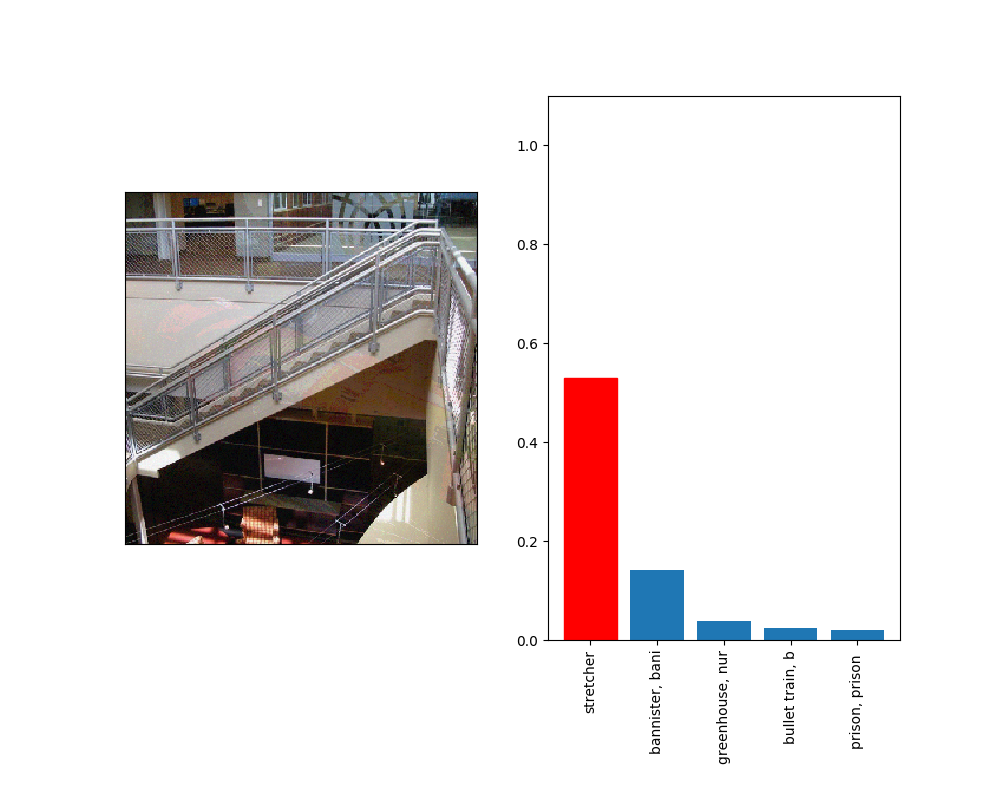 1.0
0.8
0.6
0.4
0.2
0.0
stretcher
bannister, bani
greenhouse, nur
bullet train, b
prison, prison